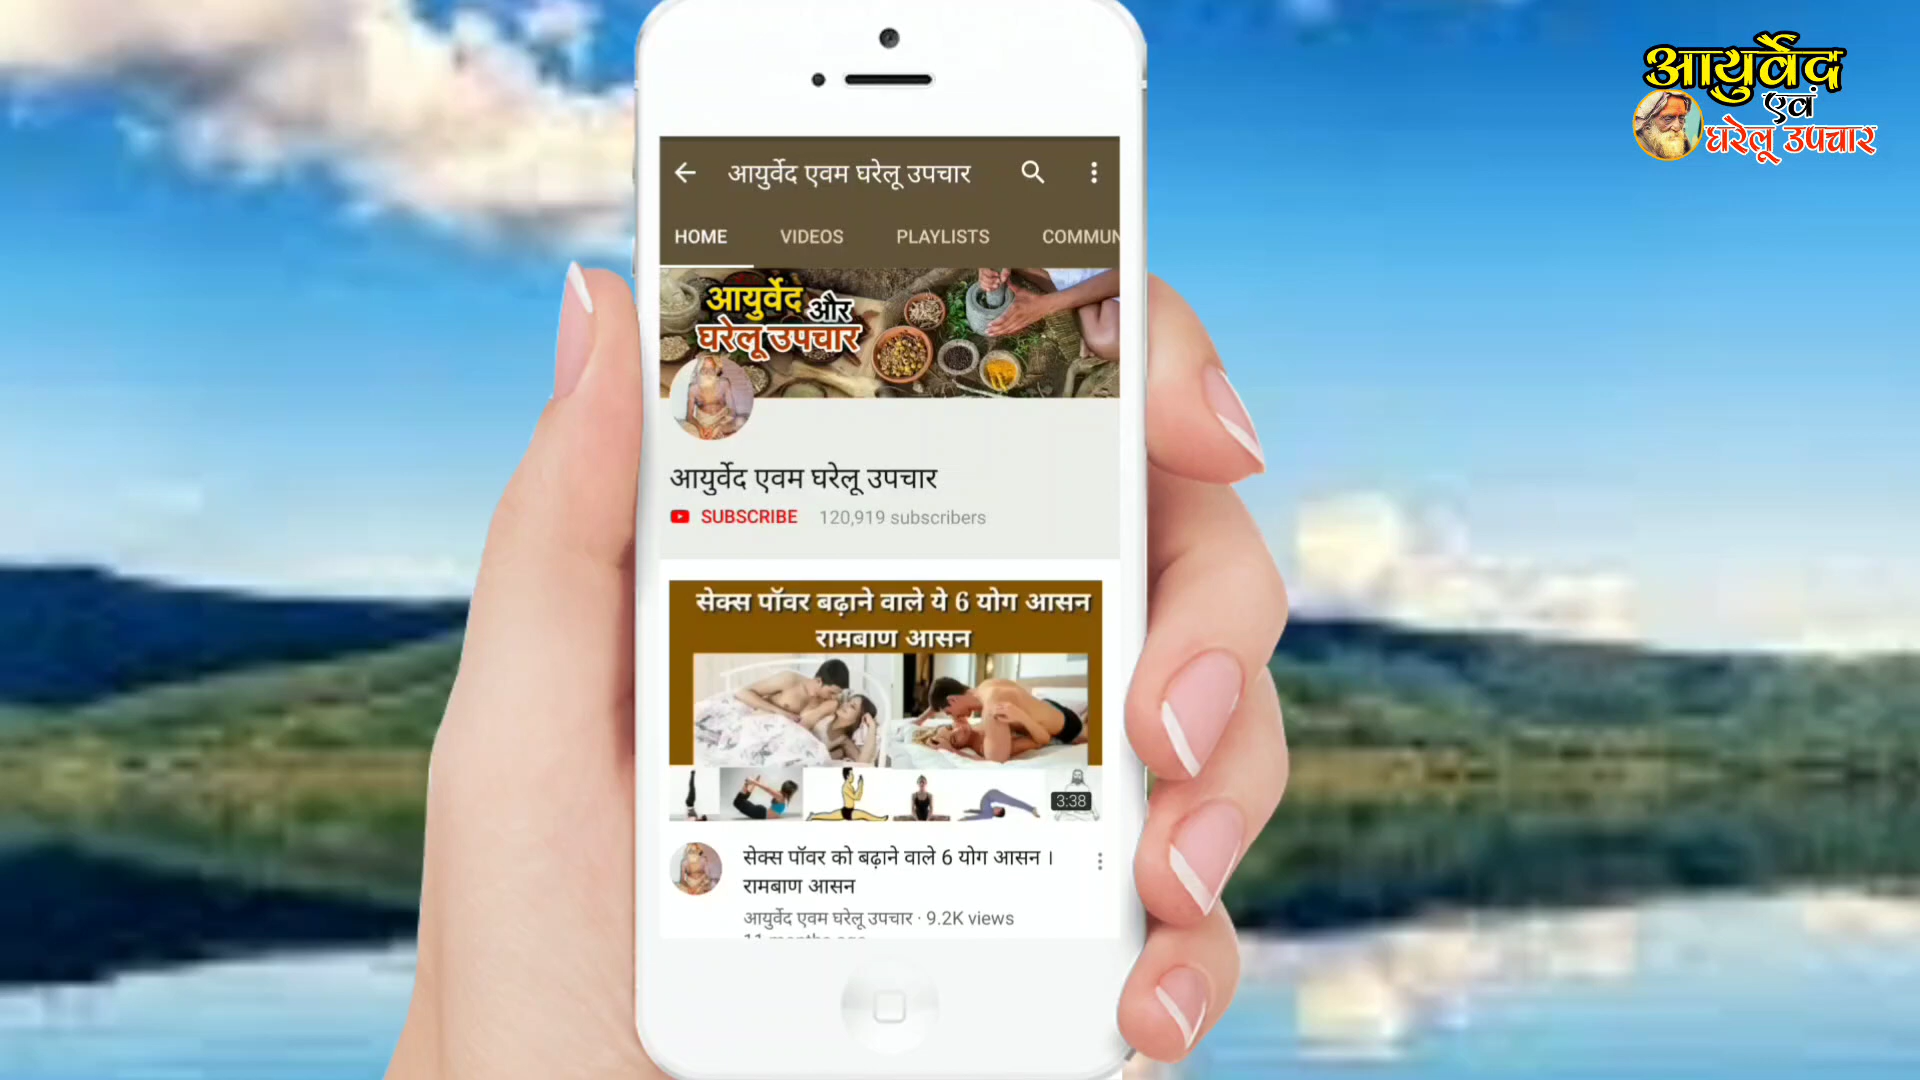 आयुर्वेद
एवं
घरेलू उपचार
आयुर्वेद एवम घरेलू उपचार
HOME VIDEOS PLAYLISTS COMMUN
आयुर्वेद और
घरेलू उपचार
आयुर्वेद एवम घरेलू उपचार
SUBSCRIBE 120,919 subscribers
सेक्स पॉवर बढ़ाने वाले ये 6 योग आसन
रामबाण आसन
3:38
सेक्स पॉवर को बढ़ाने वाले 6 योग आसन ।
रामबाण आसन
आयुर्वेद एवम घरेलू उपचार · 9.2K views